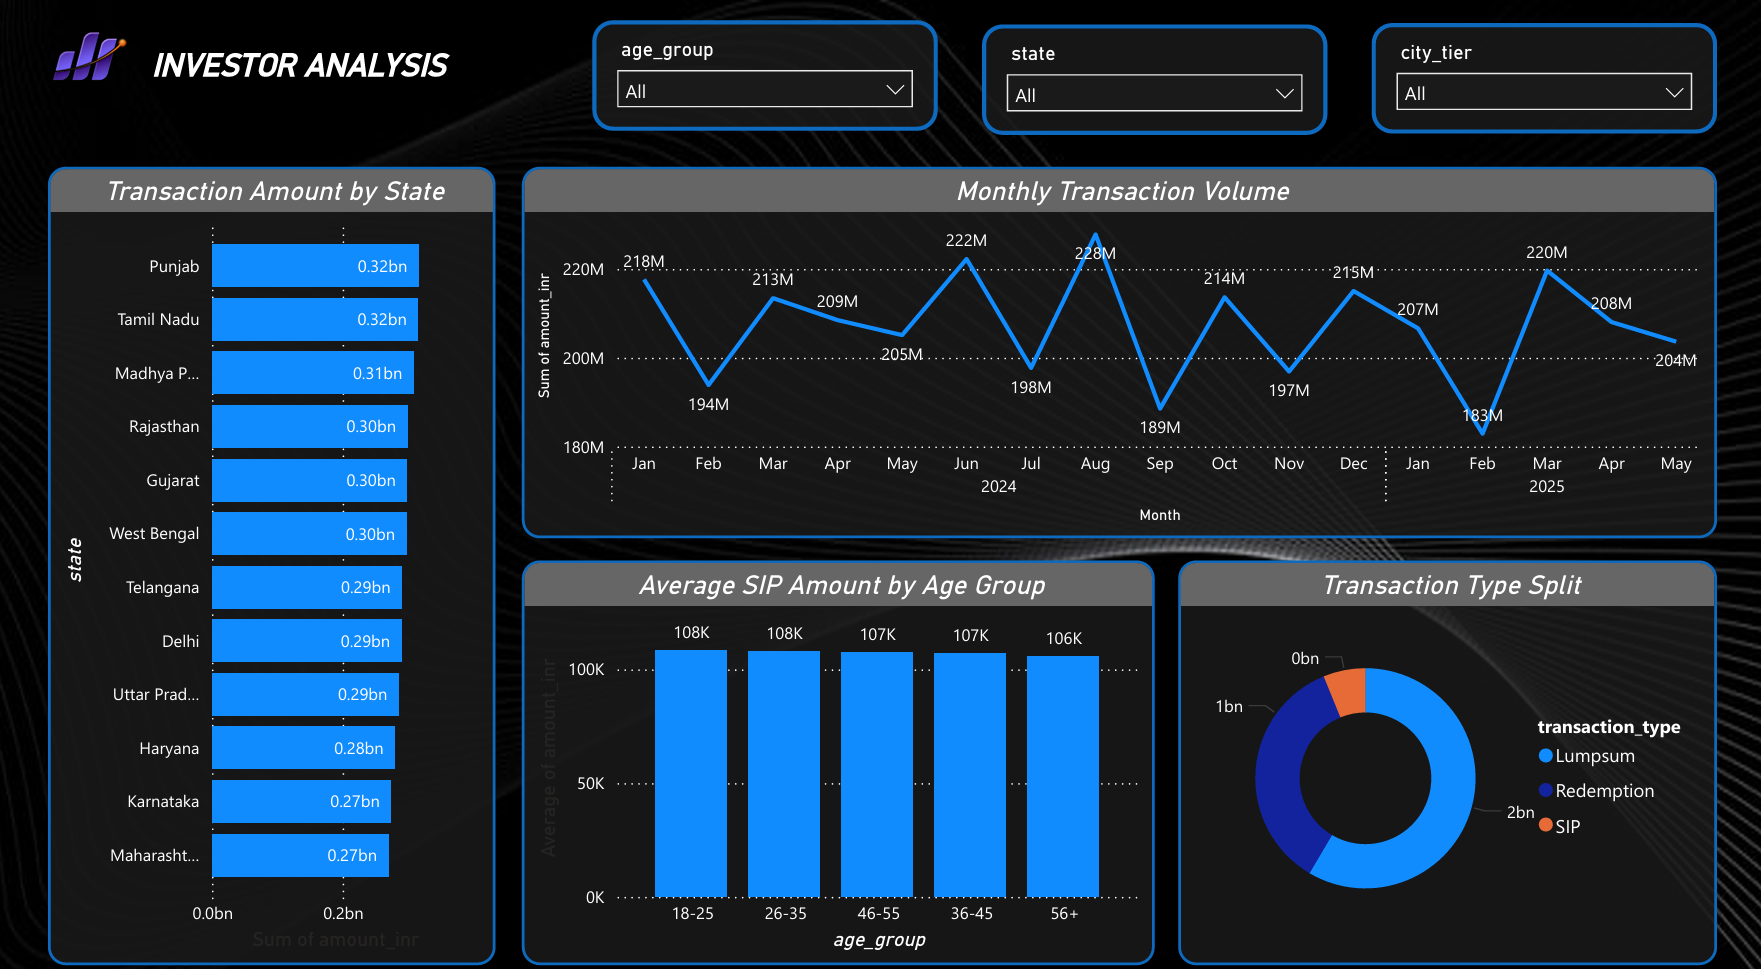 INVESTOR ANALYSIS
age_group
All
state
All
city_tier
All
Transaction Amount by State
state
Punjab 0.32bn
Tamil Nadu 0.32bn
Madhya P... 0.31bn
Rajasthan 0.30bn
Gujarat 0.30bn
West Bengal 0.30bn
Telangana 0.29bn
Delhi 0.29bn
Uttar Prad... 0.29bn
Haryana 0.28bn
Karnataka 0.27bn
Maharasht... 0.27bn
0.0bn 0.2bn
Sum of amount_inr
Monthly Transaction Volume
Sum of amount_inr
220M
200M
180M
218M
194M
213M
209M
205M
222M
198M
228M
189M
214M
197M
215M
207M
183M
220M
208M
204M
Jan Feb Mar Apr May Jun Jul Aug Sep Oct Nov Dec Jan Feb Mar Apr May
2024 2025
Month
Average SIP Amount by Age Group
Average of amount_inr
100K
50K
0K
108K 108K 107K 107K 106K
18-25 26-35 46-55 36-45 56+
age_group
Transaction Type Split
0bn
1bn
2bn
transaction_type
Lumpsum
Redemption
SIP